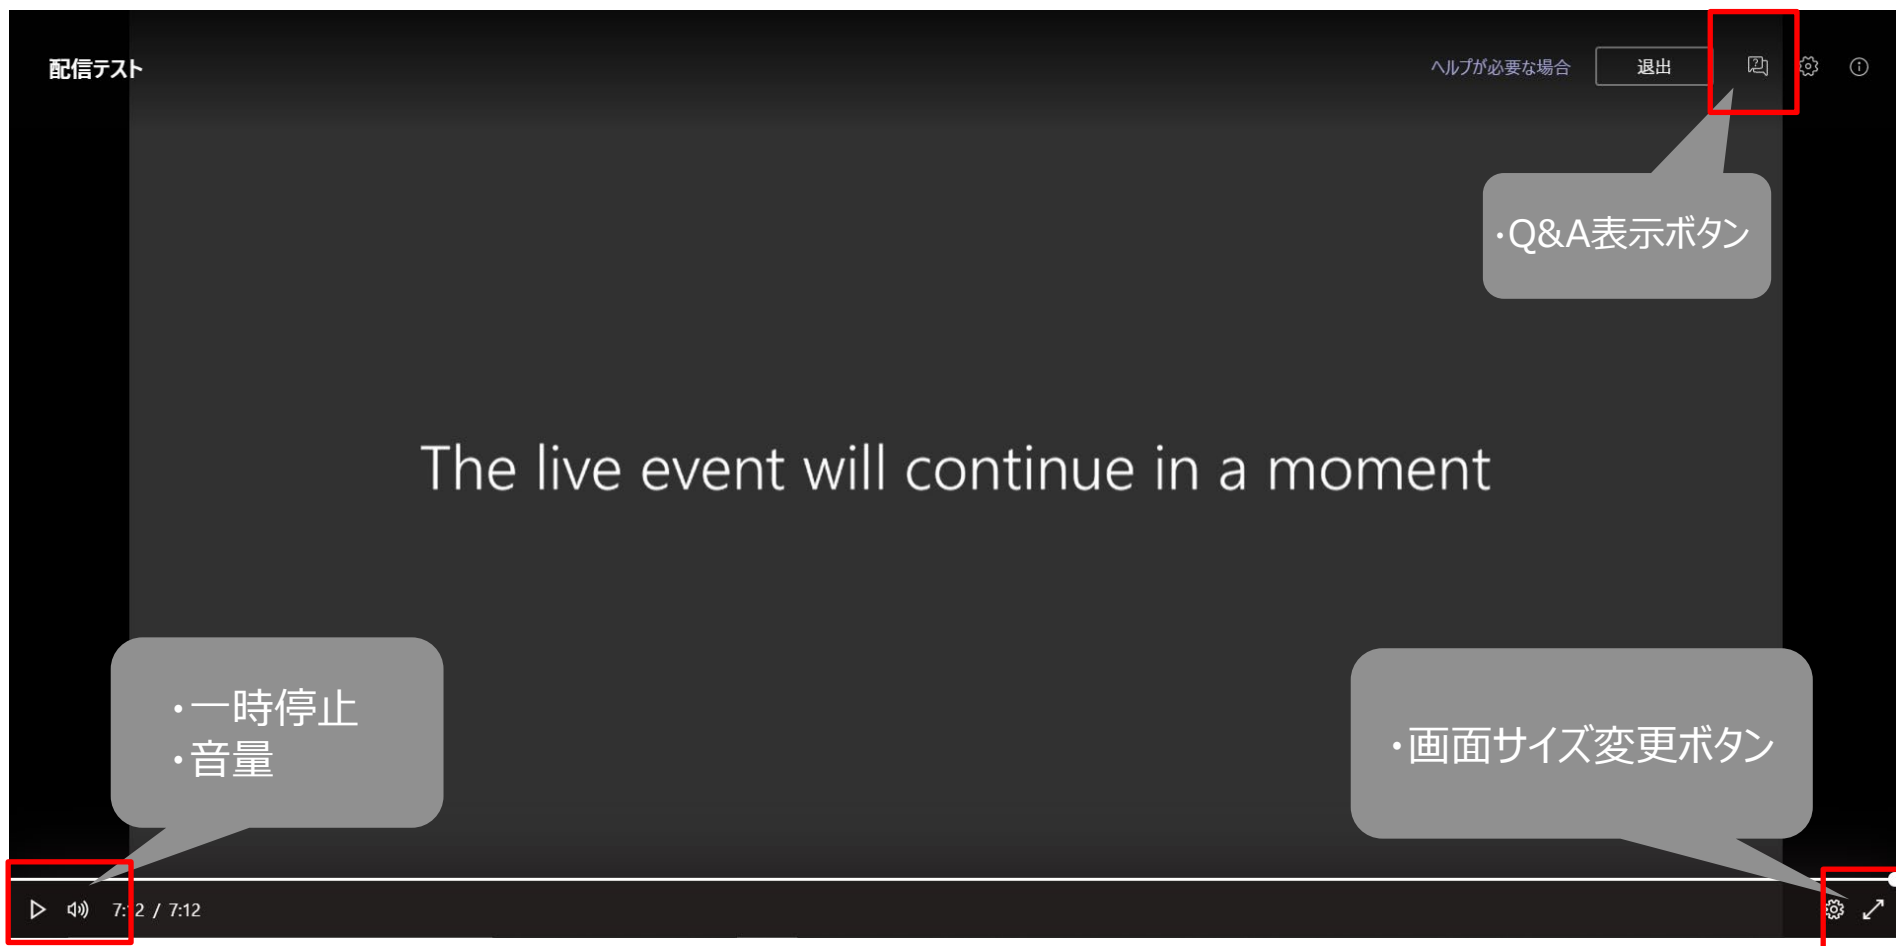 配信テスト
ヘルプが必要な場合
退出
・Q&A表示ボタン
The live event will continue in a moment
・一時停止
・音量
・画面サイズ変更ボタン
7:12 / 7:12